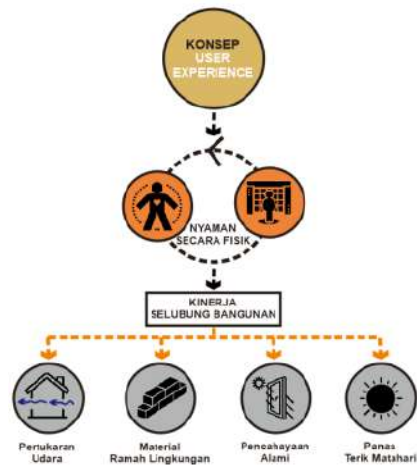 KONSEP
USER
EXPERIENCE
NYAMAN
SECARA FISIK
KINERJA
SELUBUNG BANGUNAN
Pertukaran
Udara
Material
Ramah Lingkungan
Pencahayaan
Alami
Panas
Terik Matahari